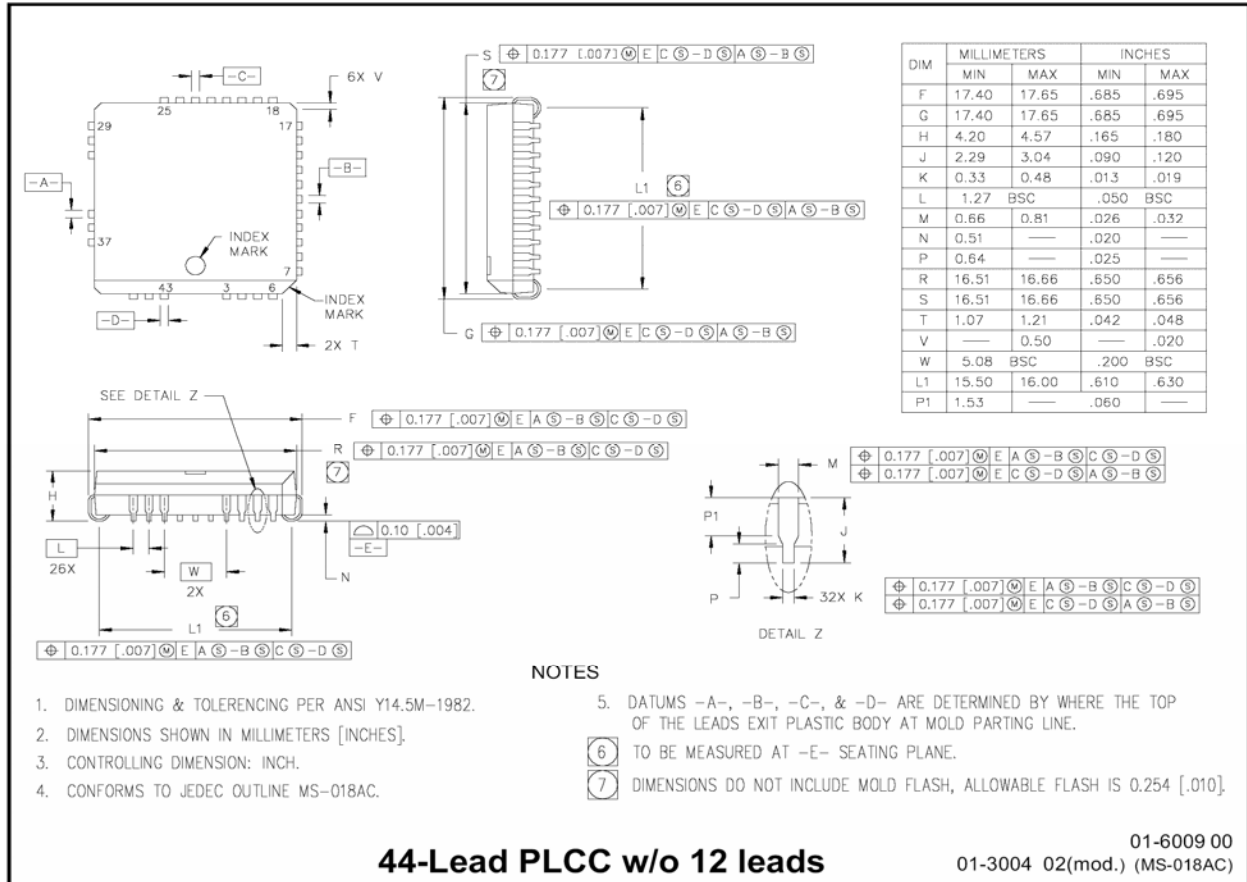 -C-
6X V
25
18
29
17
-A-
-B-
37
INDEX
MARK
7
43
3
6
INDEX
MARK
-D-
2X T
S ⌖ 0.177 [.007] Ⓜ E C Ⓢ -D Ⓢ A Ⓢ -B Ⓢ
7
L1 6
⌖ 0.177 [.007] Ⓜ E C Ⓢ -D Ⓢ A Ⓢ -B Ⓢ
G ⌖ 0.177 [.007] Ⓜ E C Ⓢ -D Ⓢ A Ⓢ -B Ⓢ
DIM MILLIMETERS INCHES
MIN MAX MIN MAX
F 17.40 17.65 .685 .695
G 17.40 17.65 .685 .695
H 4.20 4.57 .165 .180
J 2.29 3.04 .090 .120
K 0.33 0.48 .013 .019
L 1.27 BSC .050 BSC
M 0.66 0.81 .026 .032
N 0.51 — .020 —
P 0.64 — .025 —
R 16.51 16.66 .650 .656
S 16.51 16.66 .650 .656
T 1.07 1.21 .042 .048
V — 0.50 — .020
W 5.08 BSC .200 BSC
L1 15.50 16.00 .610 .630
P1 1.53 — .060 —
SEE DETAIL Z
F ⌖ 0.177 [.007] Ⓜ E A Ⓢ -B Ⓢ C Ⓢ -D Ⓢ
R ⌖ 0.177 [.007] Ⓜ E A Ⓢ -B Ⓢ C Ⓢ -D Ⓢ
7
H
0.10 [.004]
-E-
L
26X
W
2X
N
6
L1
⌖ 0.177 [.007] Ⓜ E A Ⓢ -B Ⓢ C Ⓢ -D Ⓢ
M
⌖ 0.177 [.007] Ⓜ E A Ⓢ -B Ⓢ C Ⓢ -D Ⓢ
⌖ 0.177 [.007] Ⓜ E C Ⓢ -D Ⓢ A Ⓢ -B Ⓢ
P1
J
P
32X K
⌖ 0.177 [.007] Ⓜ E A Ⓢ -B Ⓢ C Ⓢ -D Ⓢ
⌖ 0.177 [.007] Ⓜ E C Ⓢ -D Ⓢ A Ⓢ -B Ⓢ
DETAIL Z
NOTES
1. DIMENSIONING & TOLERENCING PER ANSI Y14.5M-1982.
2. DIMENSIONS SHOWN IN MILLIMETERS [INCHES].
3. CONTROLLING DIMENSION: INCH.
4. CONFORMS TO JEDEC OUTLINE MS-018AC.
5. DATUMS -A-, -B-, -C-, & -D- ARE DETERMINED BY WHERE THE TOP
OF THE LEADS EXIT PLASTIC BODY AT MOLD PARTING LINE.
6 TO BE MEASURED AT -E- SEATING PLANE.
7 DIMENSIONS DO NOT INCLUDE MOLD FLASH, ALLOWABLE FLASH IS 0.254 [.010].
44-Lead PLCC w/o 12 leads
01-6009 00
01-3004 02(mod.) (MS-018AC)